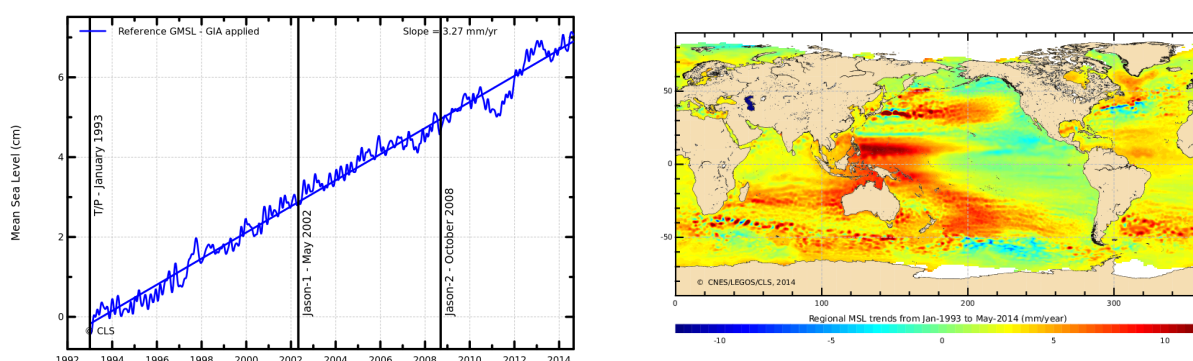 Reference GMSL - GIA applied
Slope = 3.27 mm/yr
Mean Sea Level (cm)
6
4
2
0
T/P - January 1993
Jason-1 - May 2002
Jason-2 - October 2008
© CLS
1992 1994 1996 1998 2000 2002 2004 2006 2008 2010 2012 2014
50
0
-50
© CNES/LEGOS/CLS, 2014
0 100 200 300
Regional MSL trends from Jan-1993 to May-2014 (mm/year)
-10 -5 0 5 10